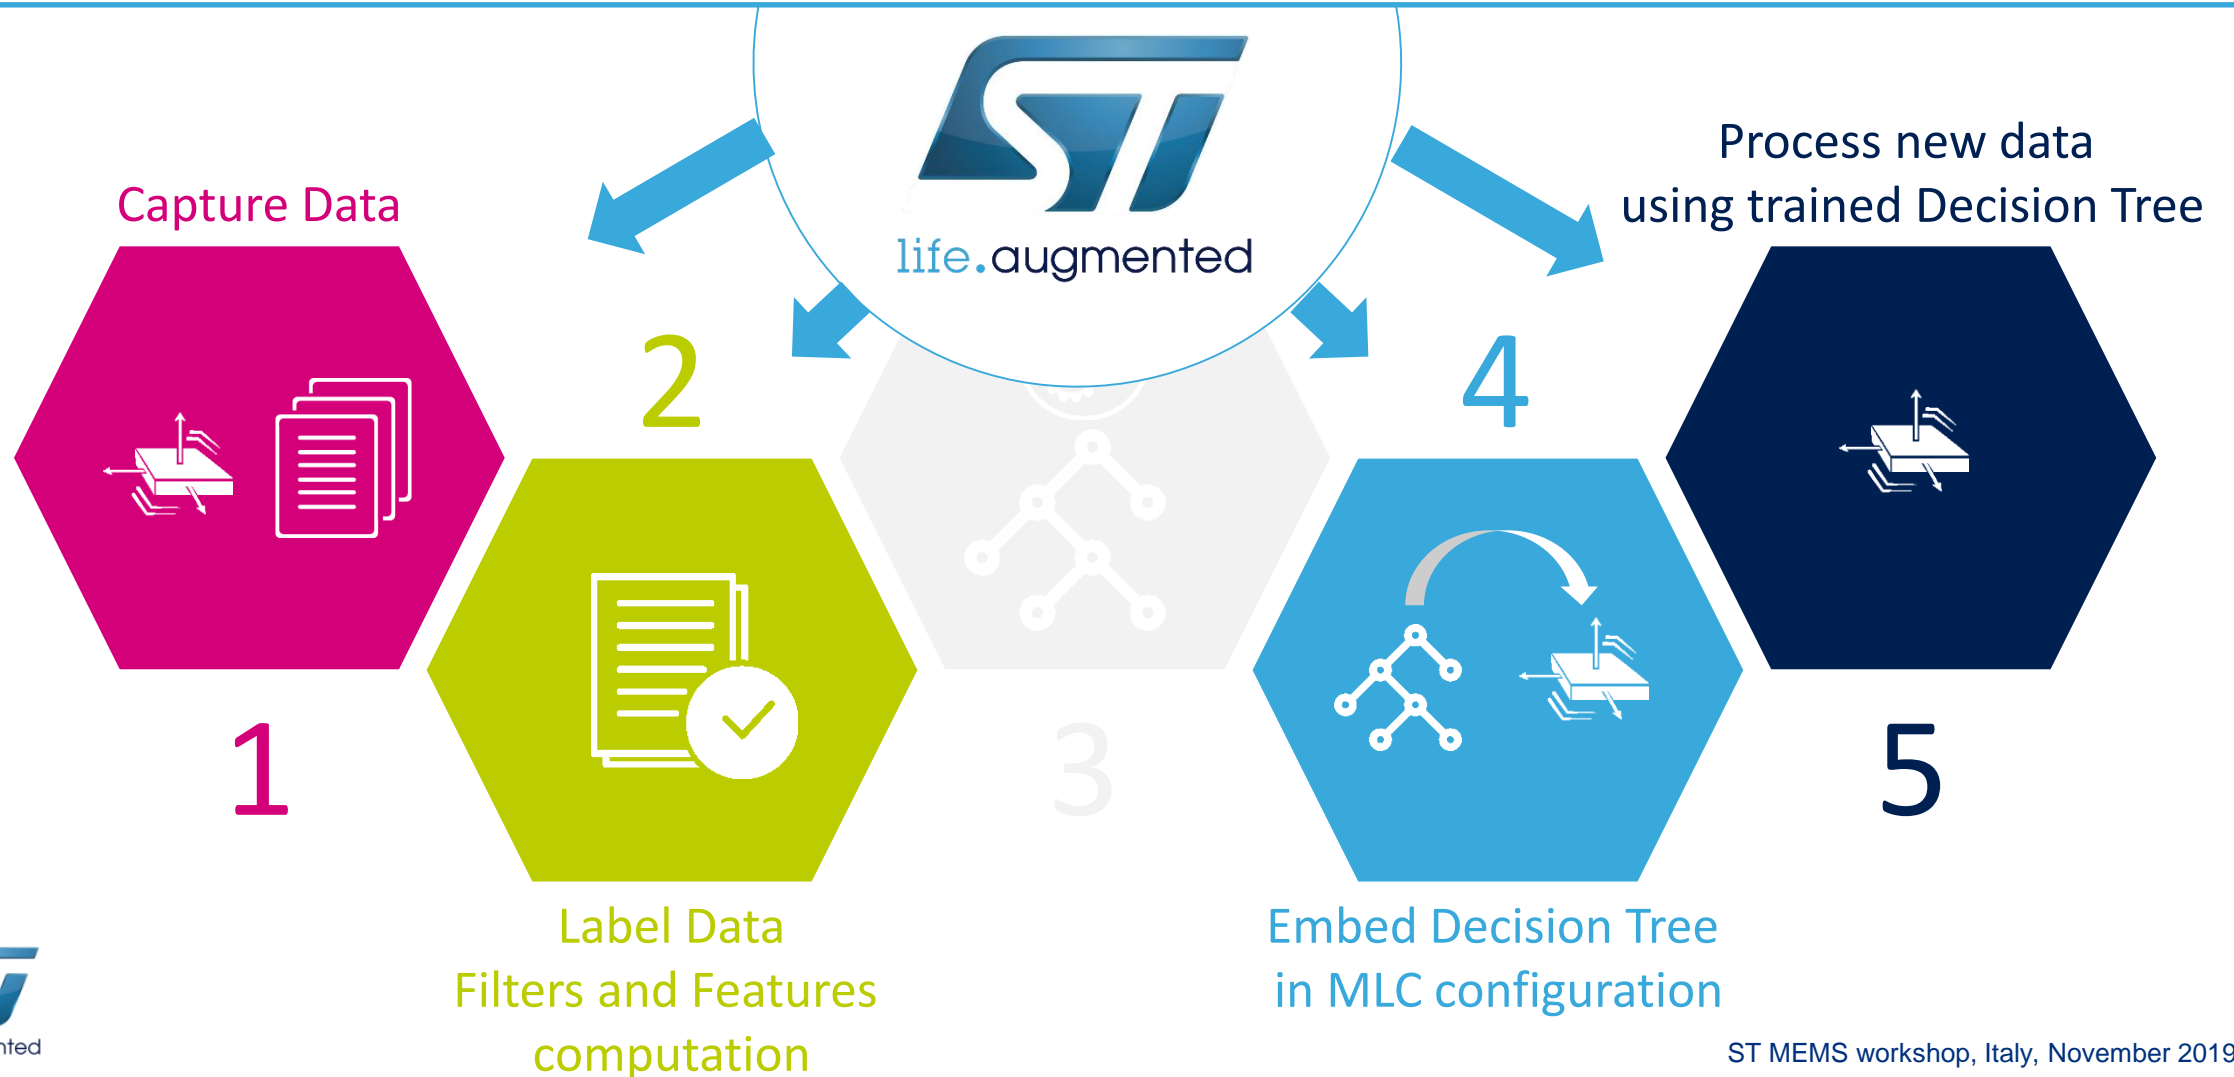 ST
life.augmented
Capture Data
1
2
Label Data
Filters and Features
computation
3
4
Embed Decision Tree
in MLC configuration
Process new data
using trained Decision Tree
5
ST MEMS workshop, Italy, November 2019